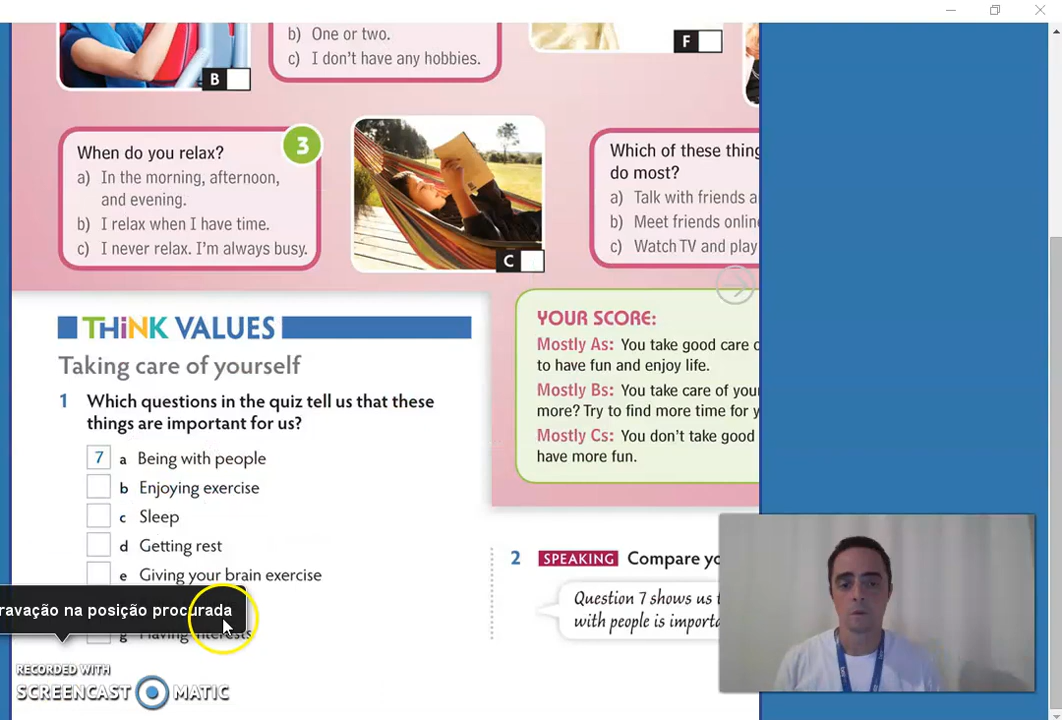 b) One or two.
c) I don't have any hobbies.
B
F
3
When do you relax?
a) In the morning, afternoon,
and evening.
b) I relax when I have time.
c) I never relax. I'm always busy.
C
Which of these thing
do most?
a) Talk with friends a
b) Meet friends online
c) Watch TV and play
THiNK VALUES
Taking care of yourself
1 Which questions in the quiz tell us that these
things are important for us?
7 a Being with people
b Enjoying exercise
c Sleep
d Getting rest
e Giving your brain exercise
ravação na posição procurada
g Having interests
YOUR SCORE:
Mostly As: You take good care o
to have fun and enjoy life.
Mostly Bs: You take care of your
more? Try to find more time for y
Mostly Cs: You don't take good
have more fun.
2 SPEAKING Compare yo
Question 7 shows us t
with people is importa
RECORDED WITH
SCREENCAST MATIC